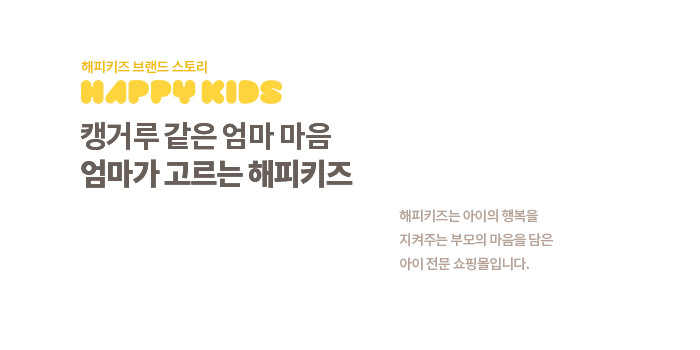 해피키즈 브랜드 스토리
HAPPY KIDS
캥거루 같은 엄마 마음
엄마가 고르는 해피키즈
해피키즈는 아이의 행복을
지켜주는 부모의 마음을 담은
아이 전문 쇼핑몰입니다.